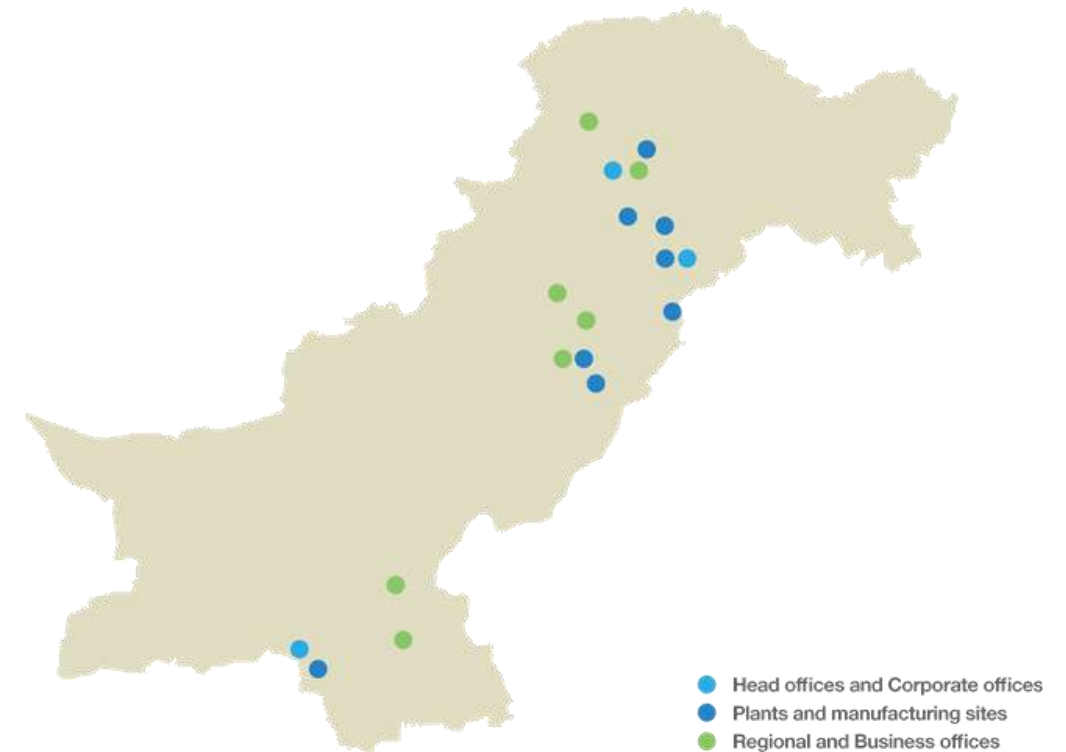 Head offices and Corporate offices
Plants and manufacturing sites
Regional and Business offices